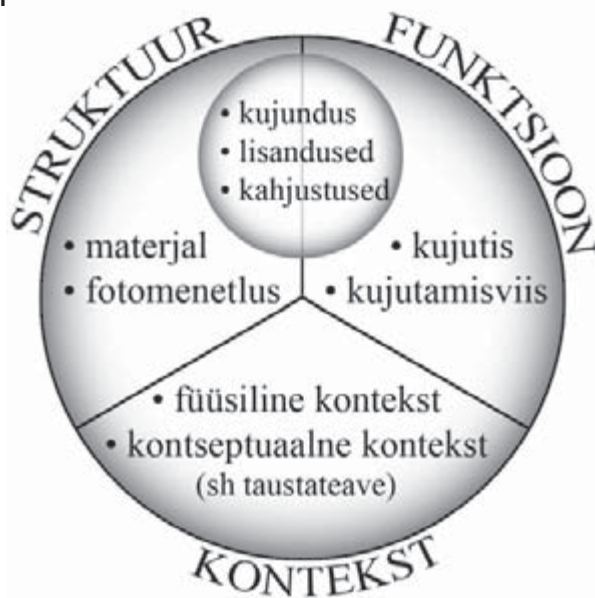 STRUKTUUR
FUNKTSIOON
• kujundus
• lisandused
• kahjustused
• materjal
• fotomenetlus
• kujutis
• kujutamisviis
• füüsiline kontekst
• kontseptuaalne kontekst
(sh taustateave)
KONTEKST